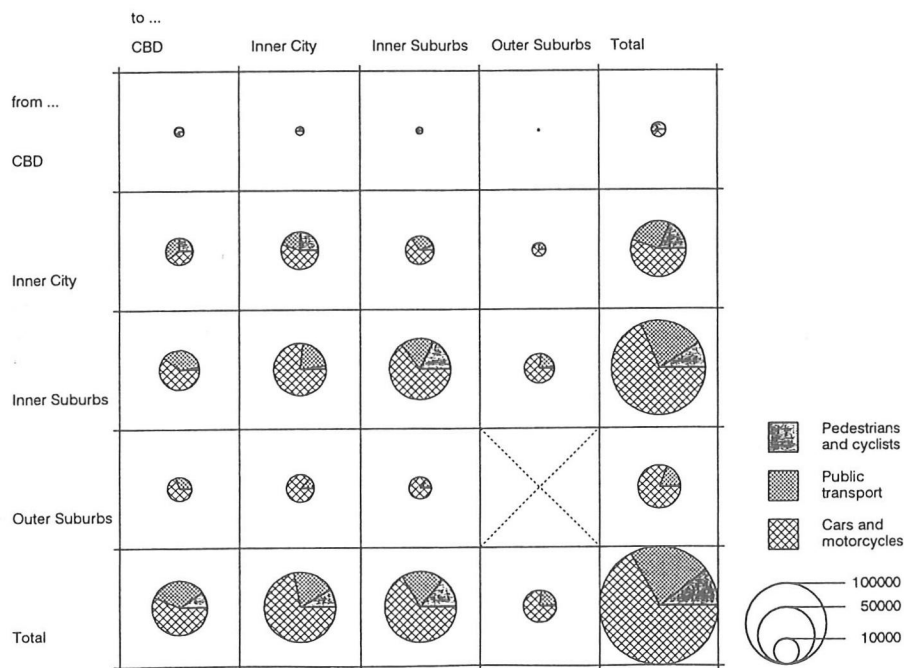 to ...
CBD
Inner City
Inner Suburbs
Outer Suburbs
Total
from ...
CBD
Inner City
Inner Suburbs
Outer Suburbs
Total
Pedestrians
and cyclists
Public
transport
Cars and
motorcycles
100000
50000
10000